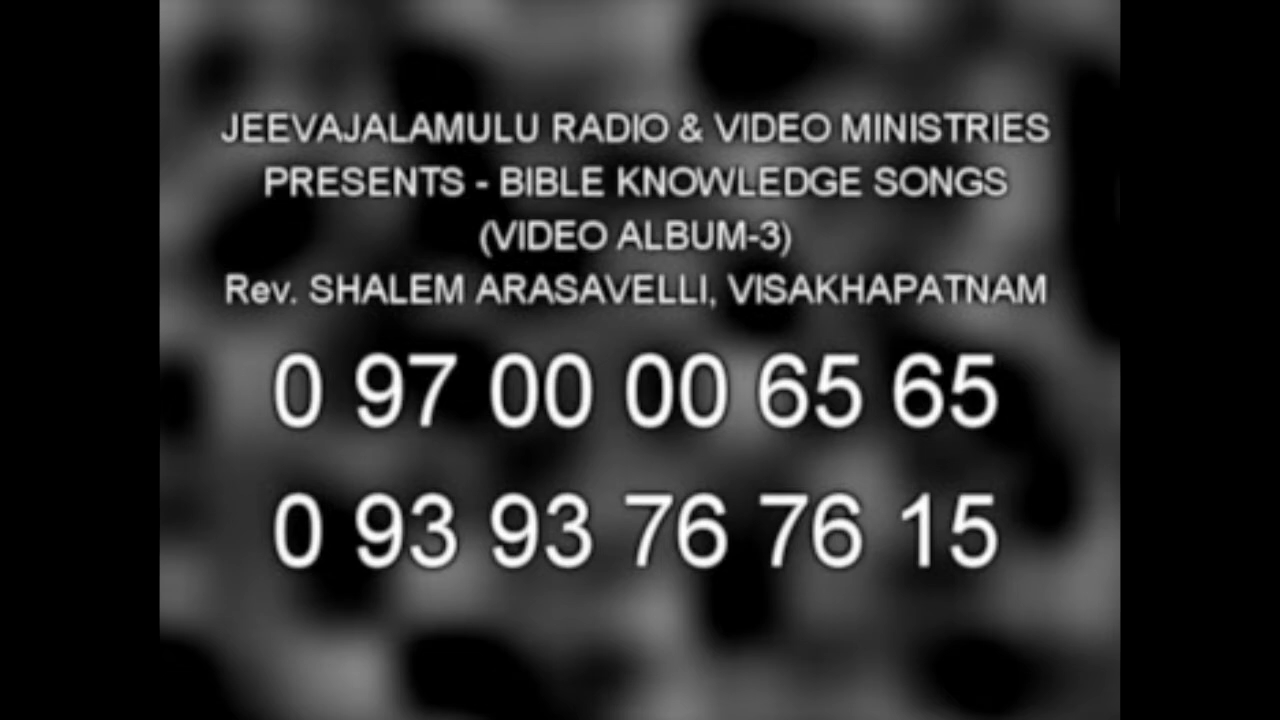 JEEVAJALAMULU RADIO & VIDEO MINISTRIES
PRESENTS - BIBLE KNOWLEDGE SONGS
(VIDEO ALBUM-3)
Rev. SHALEM ARASAVELLI, VISAKHAPATNAM
0 97 00 00 65 65
0 93 93 76 76 15